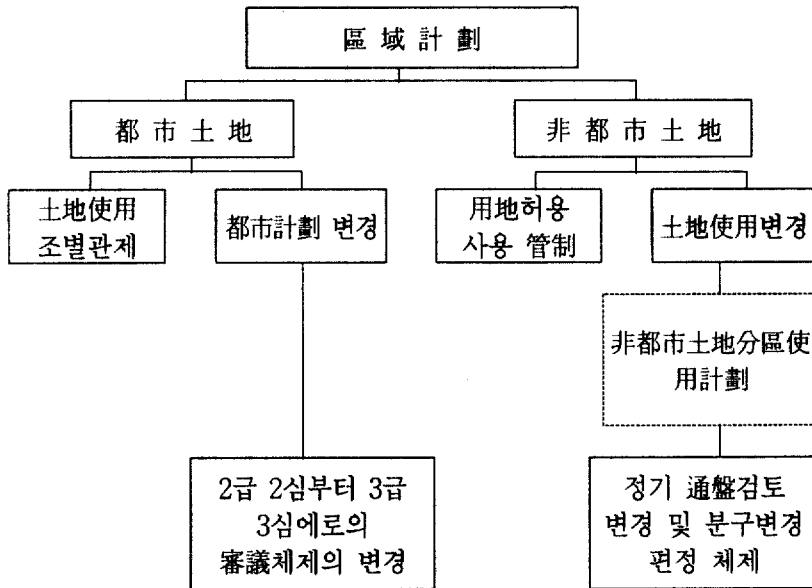 區域計劃
都市土地
非都市土地
土地使用
조별관제
都市計劃 변경
用地허용
사용 管制
土地使用변경
非都市土地分區使
用計劃
2급 2심부터 3급
3심에로의
審議체제의 변경
정기 通盤검토
변경 및 분구변경
편정 체제